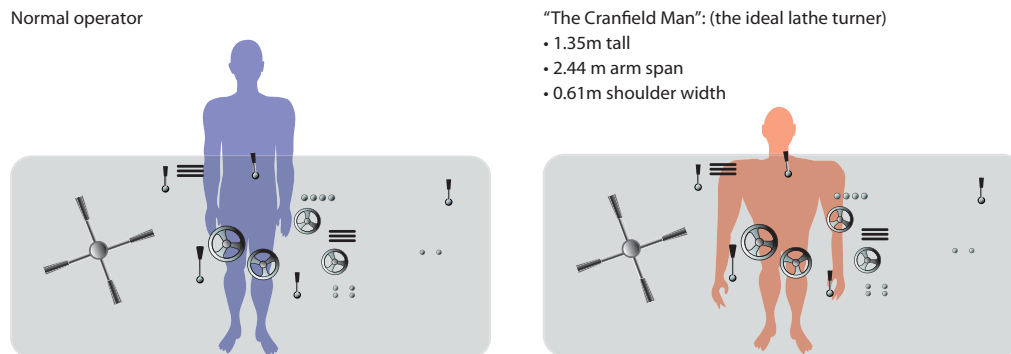 Normal operator
“The Cranfield Man”: (the ideal lathe turner)
• 1.35m tall
• 2.44 m arm span
• 0.61m shoulder width